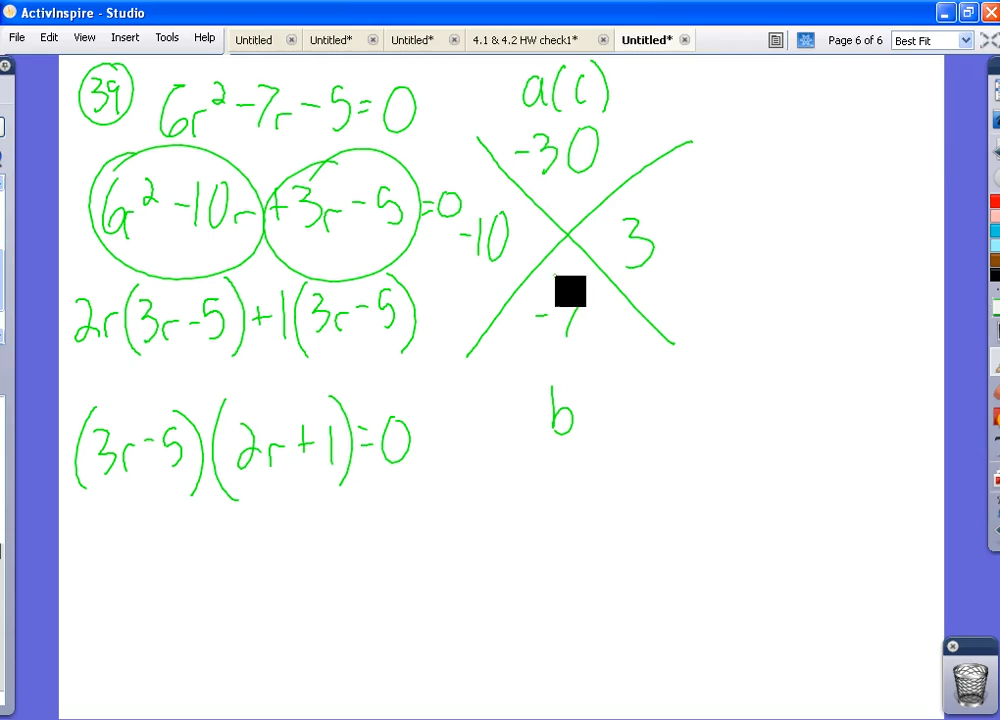 ActivInspire - Studio
File Edit View Insert Tools Help
Untitled Untitled* Untitled* 4.1 & 4.2 HW check1* Untitled* Page 6 of 6 Best Fit
39 6r² - 7r - 5 = 0
6r² - 10r + 3r - 5 = 0
2r(3r - 5) + 1(3r - 5)
(3r - 5)(2r + 1) = 0
a(c)
-30
-10 3
-7
b